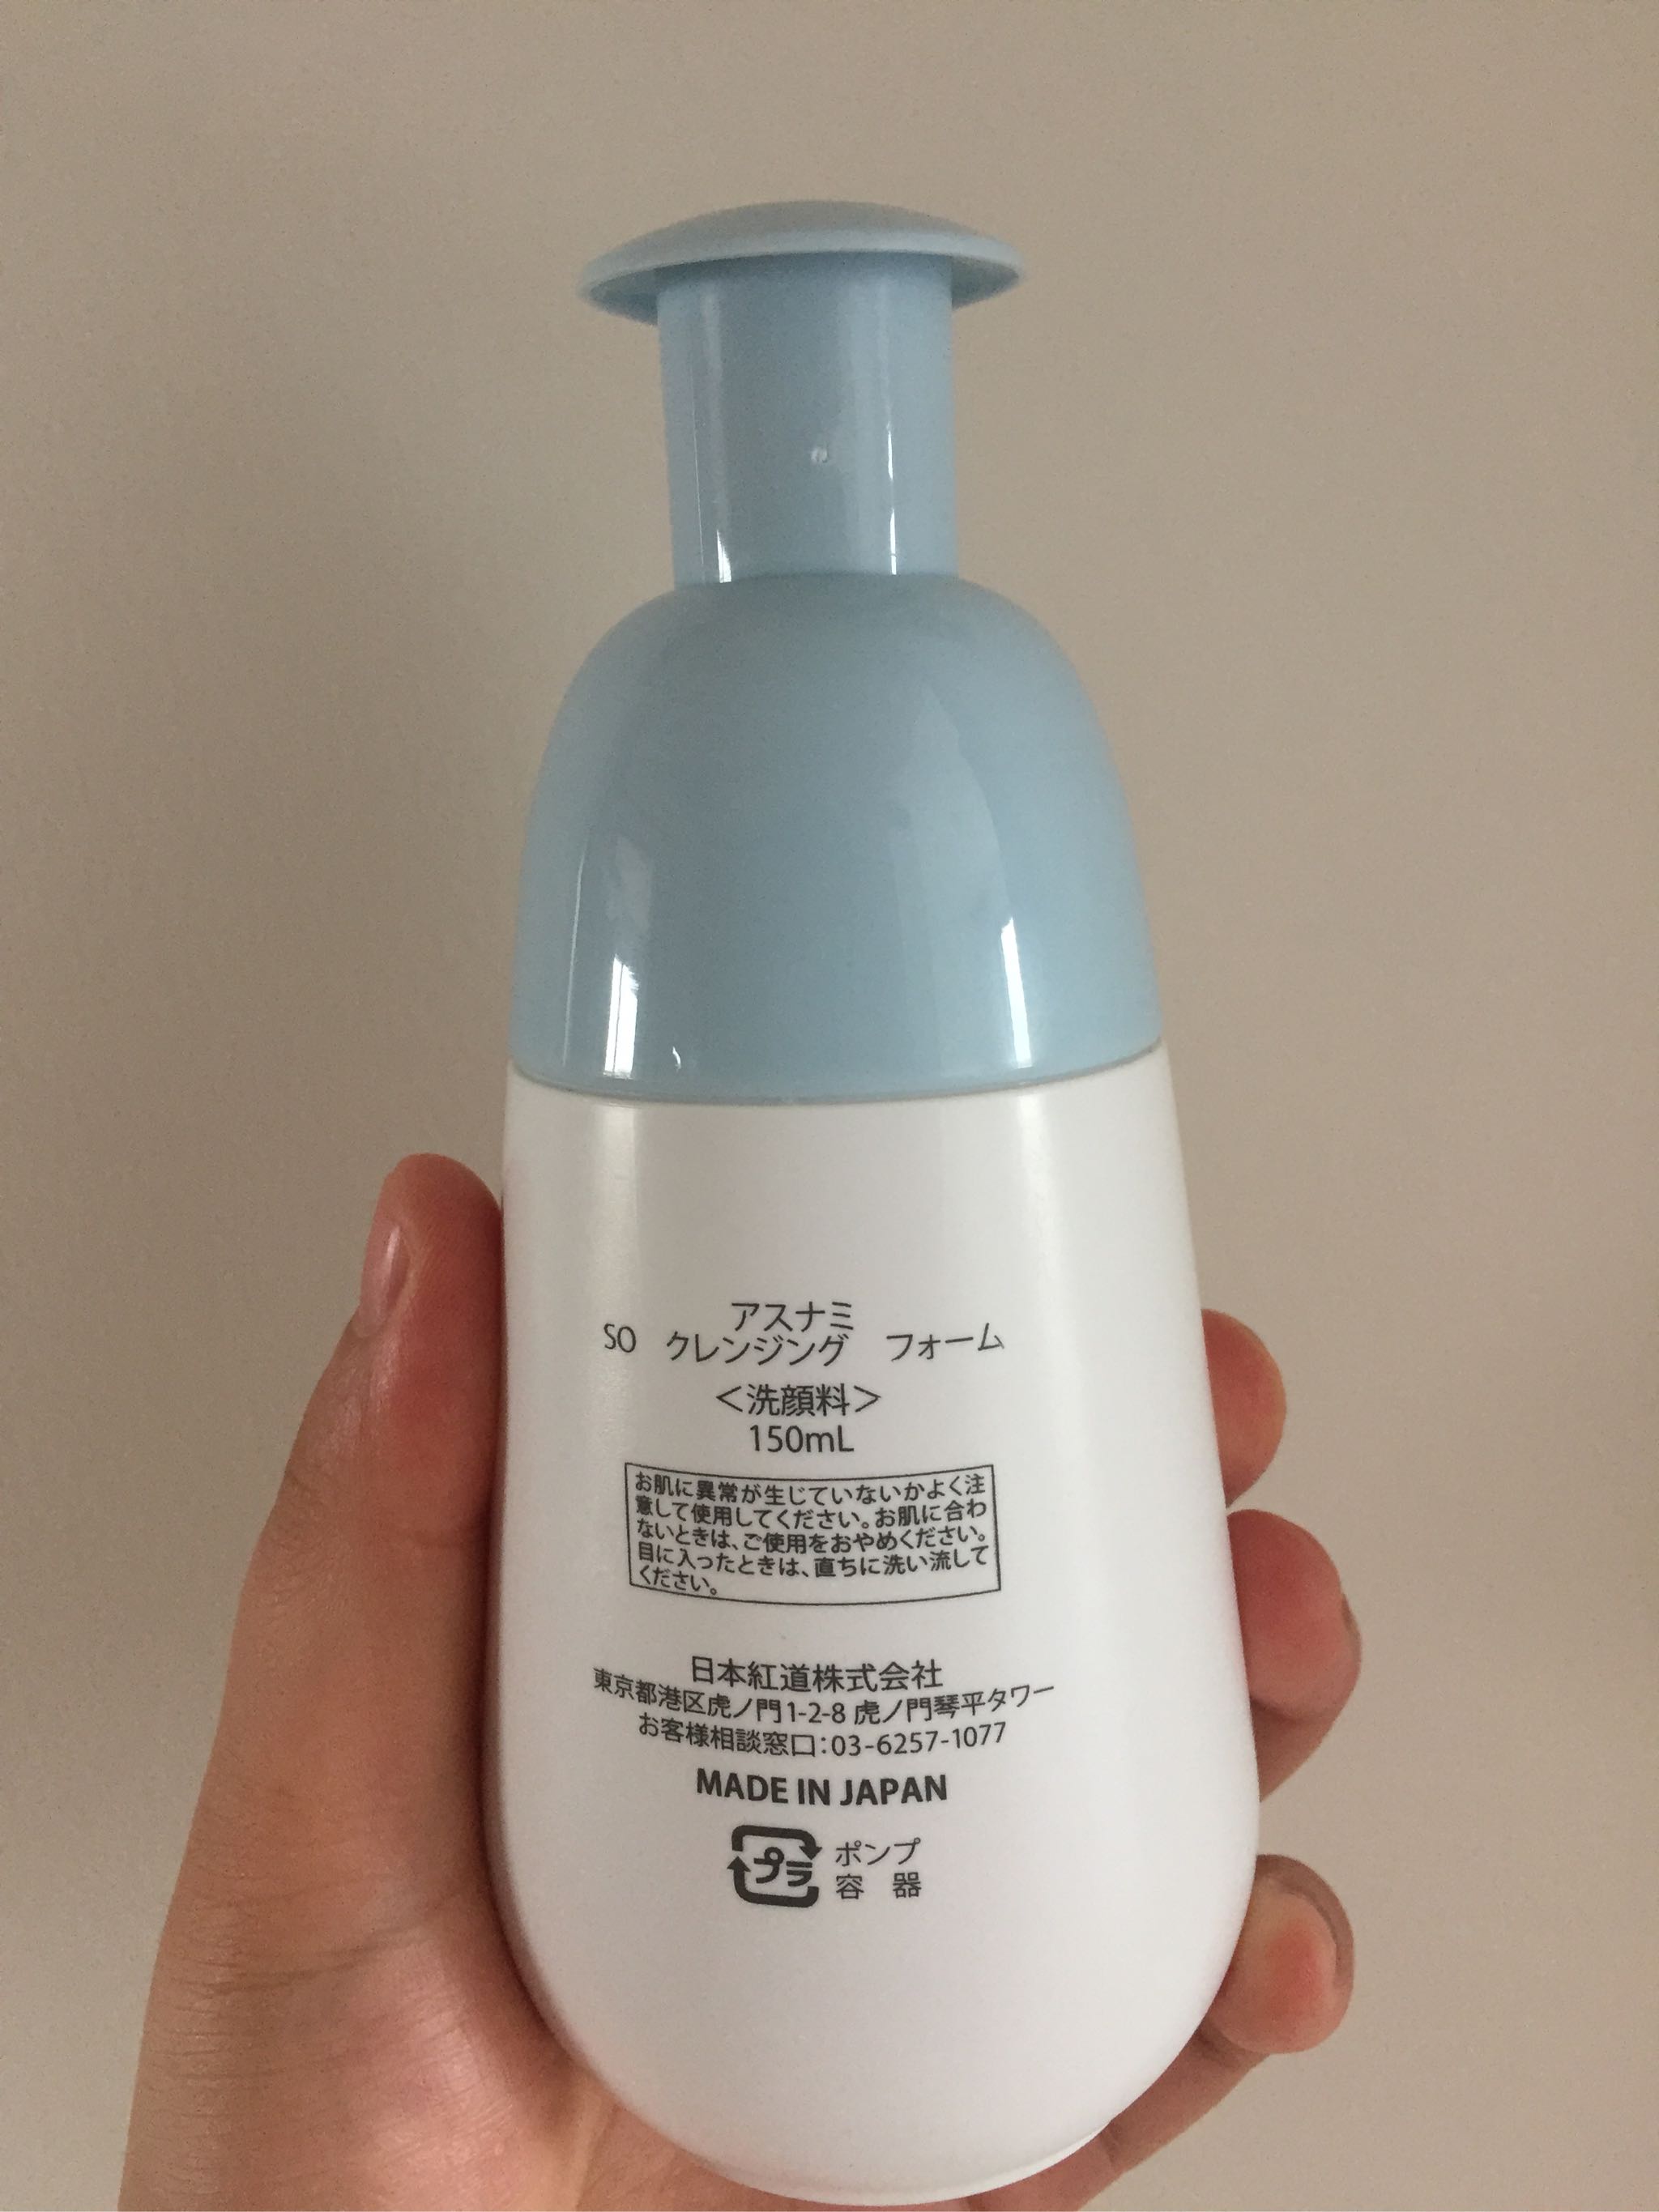 アスナミ
SO クレンジング フォーム
＜洗顔料＞
150mL
お肌に異常が生じていないかよく注
意して使用してください。お肌に合わ
ないときは、ご使用をおやめください。
目に入ったときは、直ちに洗い流して
ください。
日本紅道株式会社
東京都港区虎ノ門1-2-8 虎ノ門琴平タワー
お客様相談窓口：03-6257-1077
MADE IN JAPAN
プラ ポンプ
容 器